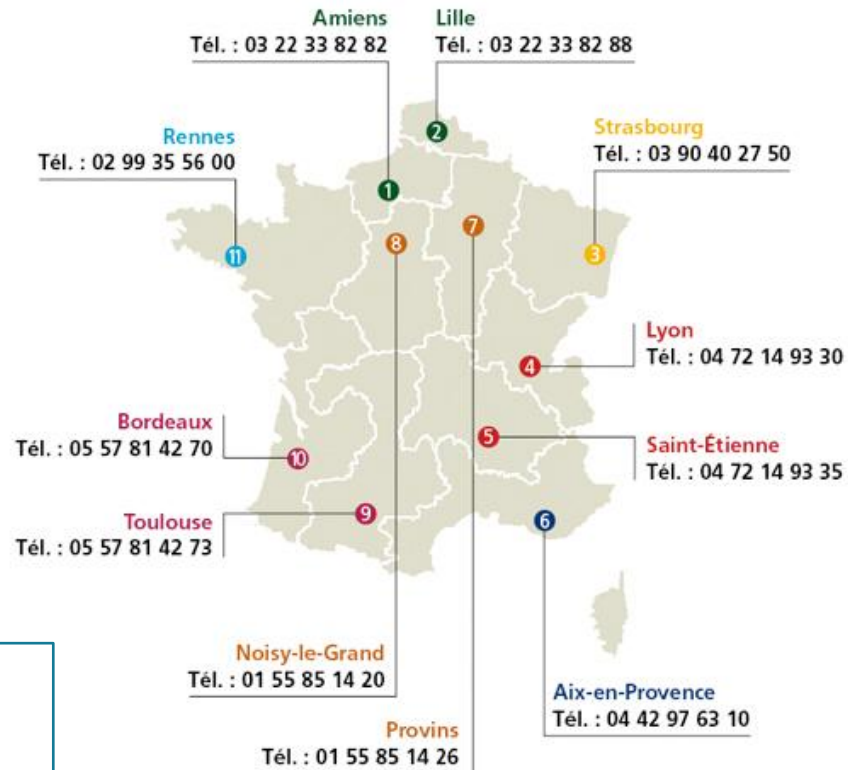 Amiens
Tél. : 03 22 33 82 82
Lille
Tél. : 03 22 33 82 88
Rennes
Tél. : 02 99 35 56 00
Strasbourg
Tél. : 03 90 40 27 50
2
1
8
7
11
3
Lyon
Tél. : 04 72 14 93 30
4
Bordeaux
Tél. : 05 57 81 42 70
5
10
Saint-Étienne
Tél. : 04 72 14 93 35
Toulouse
Tél. : 05 57 81 42 73
9
6
Noisy-le-Grand
Tél. : 01 55 85 14 20
Aix-en-Provence
Tél. : 04 42 97 63 10
Provins
Tél. : 01 55 85 14 26